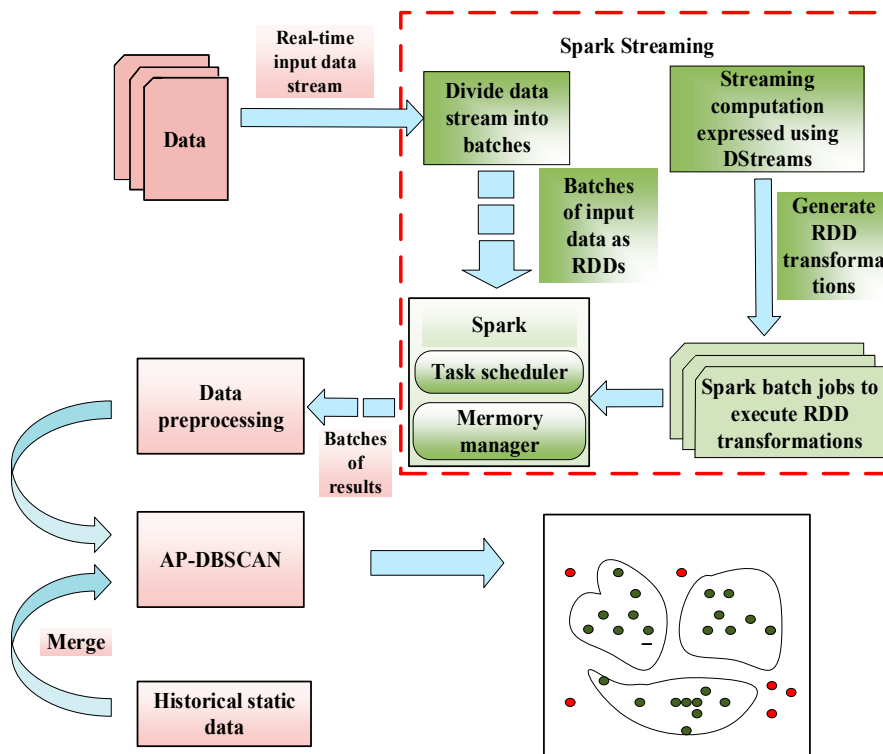 Real-time
input data
stream
Spark Streaming
Data
Divide data
stream into
batches
Streaming
computation
expressed using
DStreams
Batches
of input
data as
RDDs
Generate
RDD
transforma
tions
Spark
Task scheduler
Mermory
manager
Spark batch jobs to
execute RDD
transformations
Data
preprocessing
Batches
of
results
AP-DBSCAN
Merge
Historical static
data